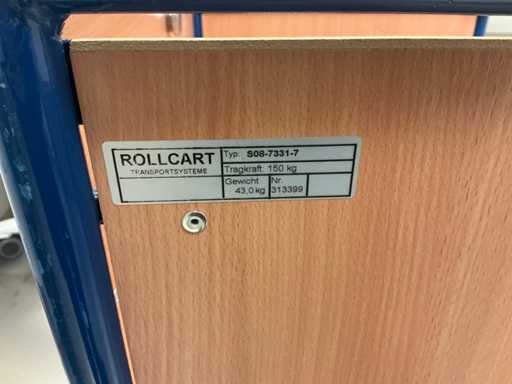 ROLLCART
TRANSPORTSYSTEME
Typ: S08-7331-7
Tragkraft: 150 kg
Gewicht
43,0 kg
Nr.
313399